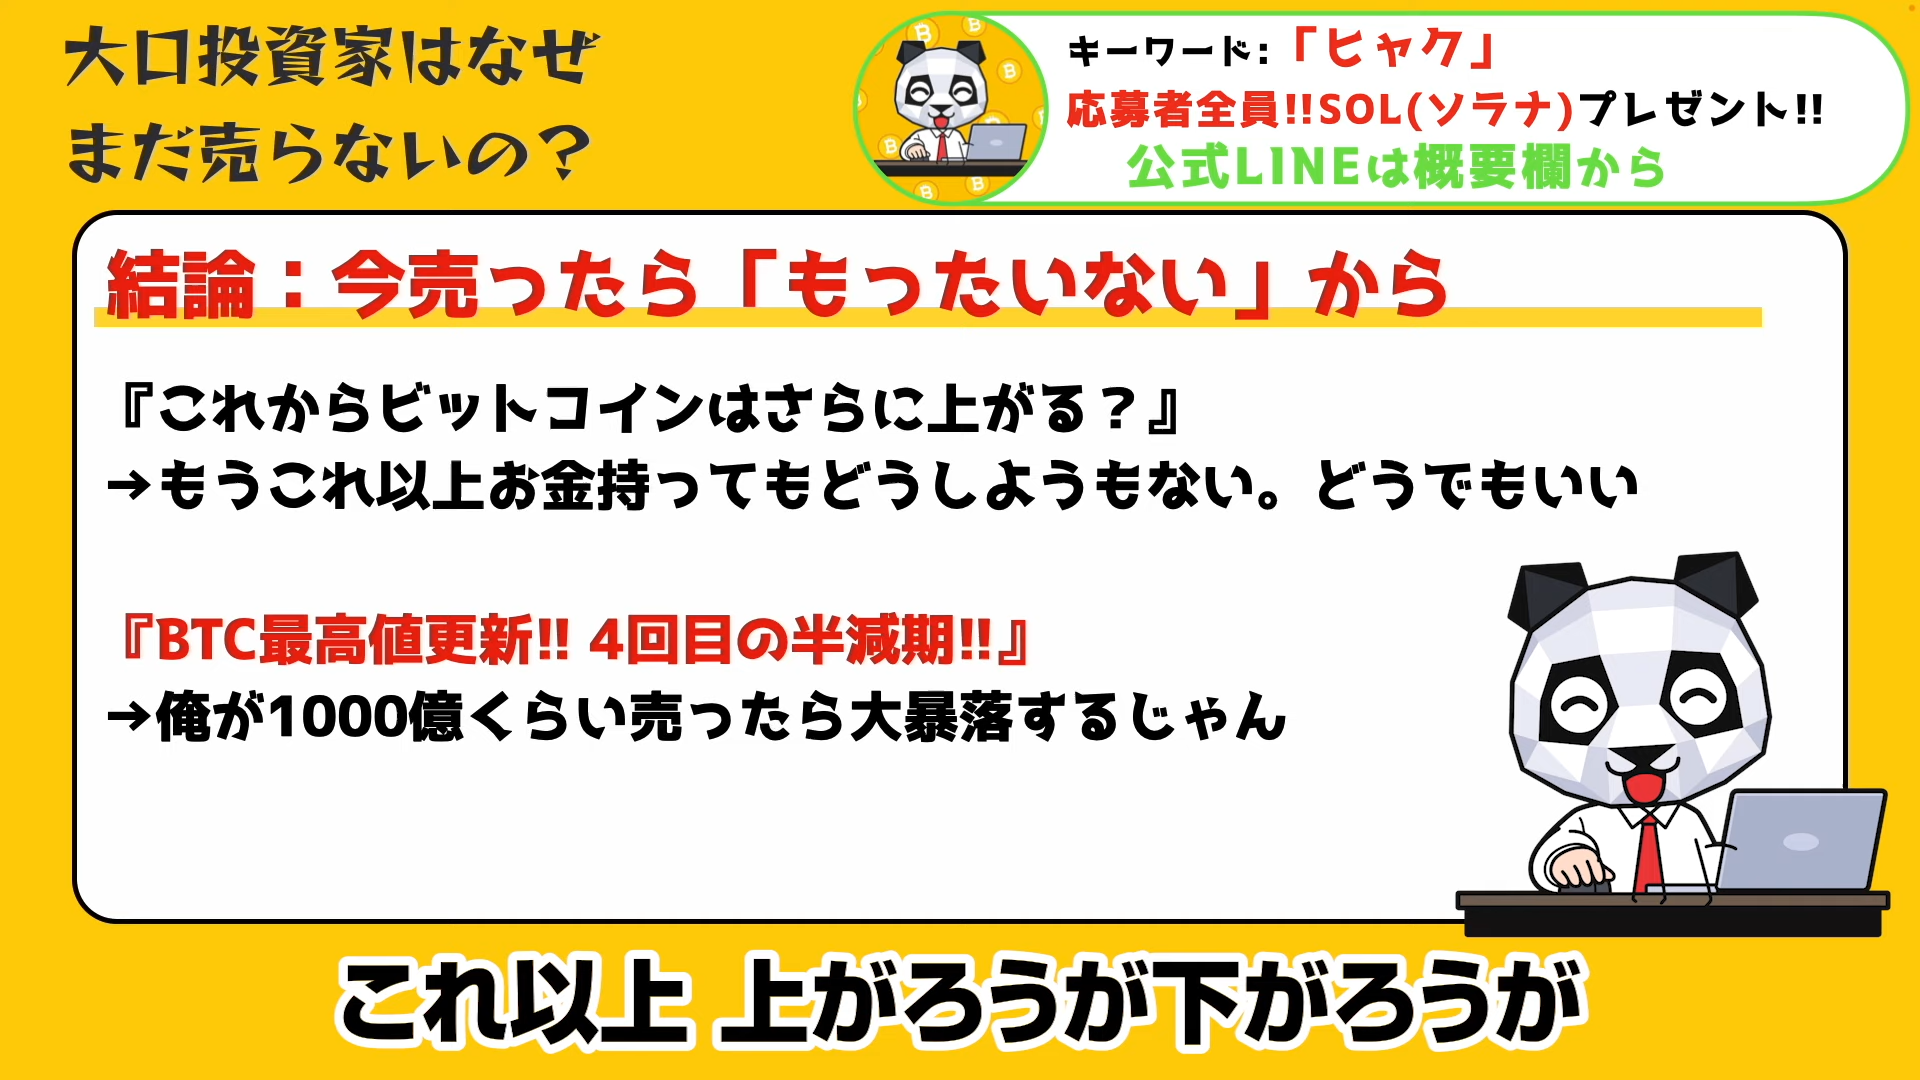 大口投資家はなぜ
まだ売らないの？
キーワード:「ヒャク」
応募者全員!!SOL(ソラナ)プレゼント!!
公式LINEは概要欄から
結論：今売ったら「もったいない」から
『これからビットコインはさらに上がる？』
→もうこれ以上お金持ってもどうしようもない。どうでもいい
『BTC最高値更新!! 4回目の半減期!!』
→俺が1000億くらい売ったら大暴落するじゃん
これ以上 上がろうが下がろうが